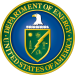 DEPARTMENT OF ENERGY
UNITED STATES OF AMERICA